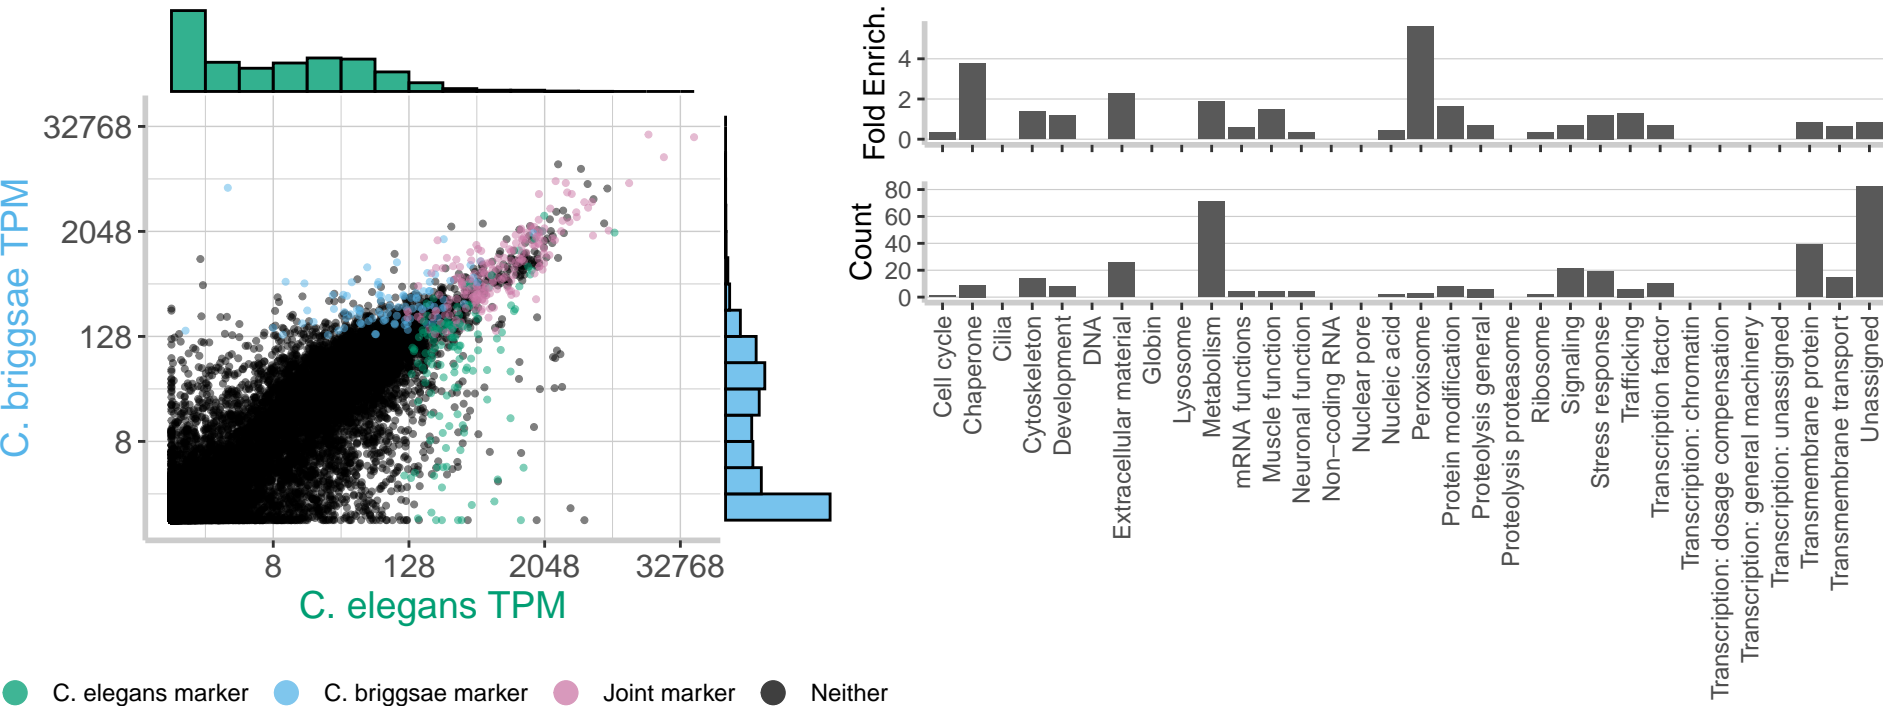 32768
2048
128
8
C. briggsae TPM
8
128
2048
32768
C. elegans TPM
C. elegans marker
C. briggsae marker
Joint marker
Neither
Fold Enrich.
4
2
0
Count
80
60
40
20
0
Cell cycle
Chaperone
Cilia
Cytoskeleton
Development
DNA
Extracellular material
Globin
Lysosome
Metabolism
mRNA functions
Muscle function
Neuronal function
Non−coding RNA
Nuclear pore
Nucleic acid
Peroxisome
Protein modification
Proteolysis general
Proteolysis proteasome
Ribosome
Signaling
Stress response
Trafficking
Transcription factor
Transcription: chromatin
Transcription: dosage compensation
Transcription: general machinery
Transcription: unassigned
Transmembrane protein
Transmembrane transport
Unassigned